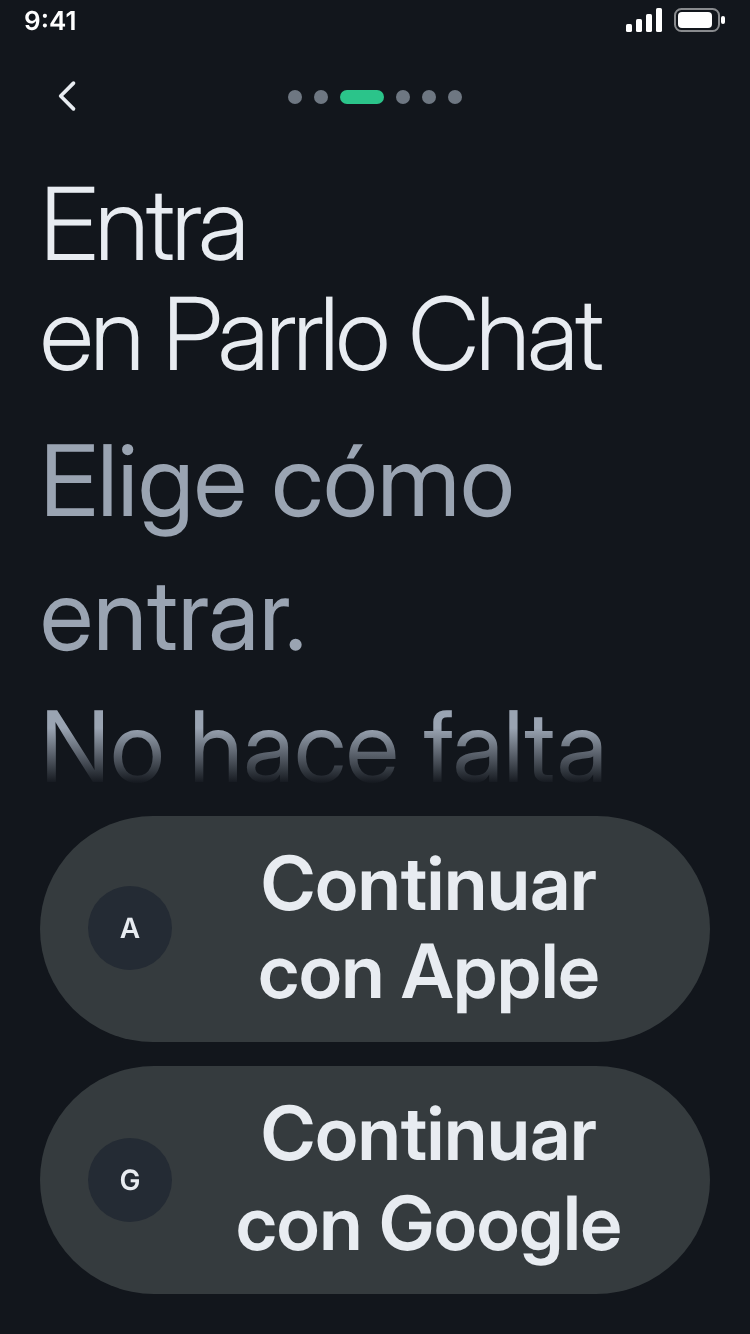 9:41
Entra
en Parrlo Chat
Elige cómo
entrar.
No hace falta
A
Continuar
con Apple
G
Continuar
con Google